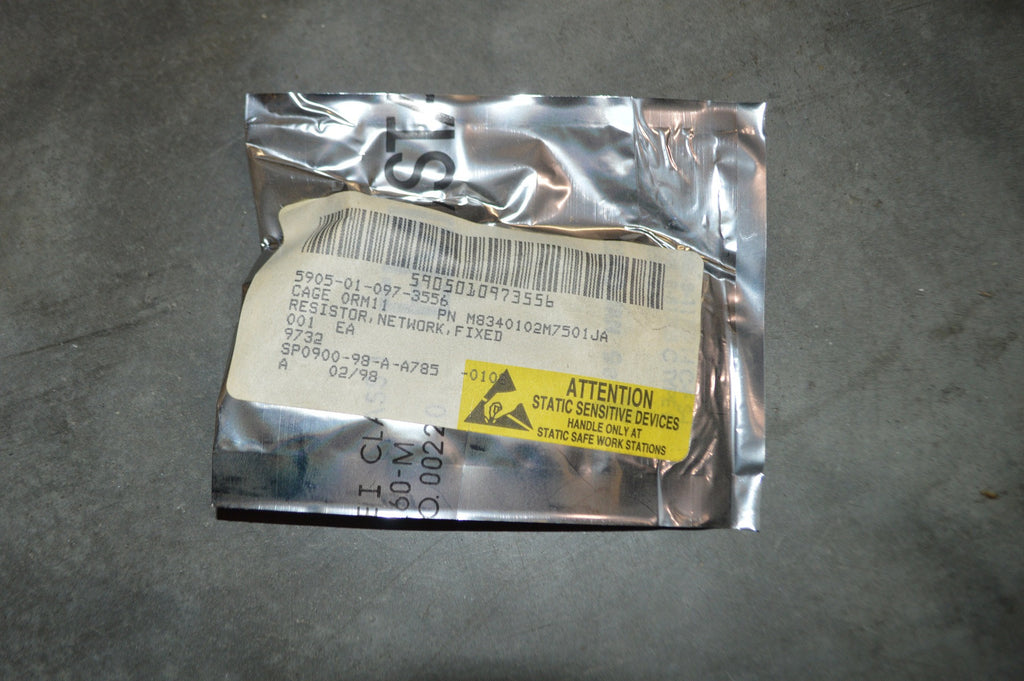 5905010973556
5905-01-097-3556
CAGE 0RM11 PN M8340102M7501JA
RESISTOR,NETWORK,FIXED
001 EA
9732
SP0900-98-A-A785
A 02/98
ATTENTION
STATIC SENSITIVE DEVICES
HANDLE ONLY AT
STATIC SAFE WORK STATIONS